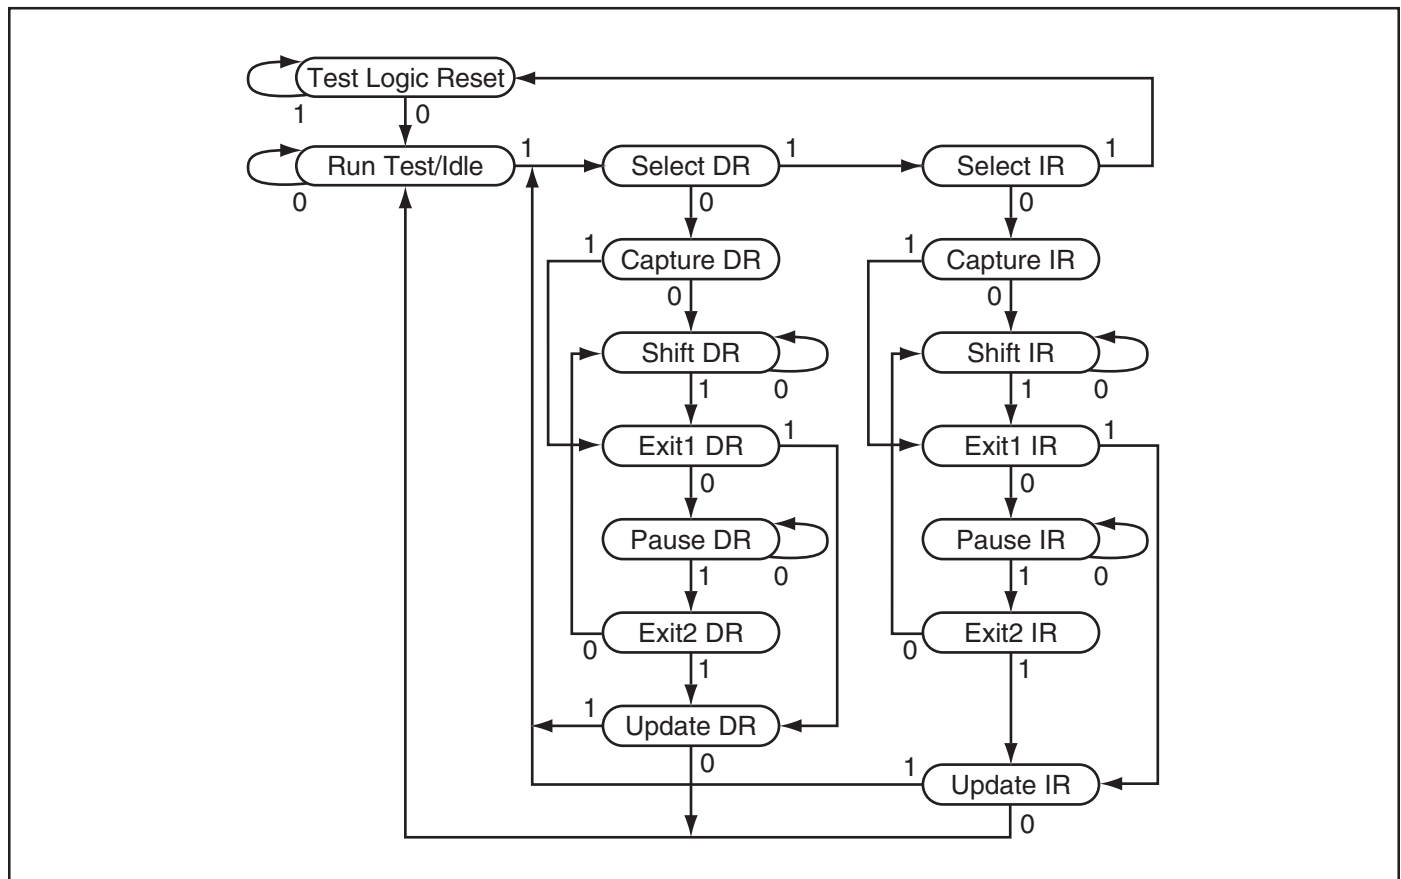 Test Logic Reset
1
0
Run Test/Idle
1
0
Select DR
1
0
Select IR
1
0
1
Capture DR
0
1
Capture IR
0
Shift DR
0
1
Shift IR
0
1
Exit1 DR
1
0
Exit1 IR
1
0
Pause DR
0
1
Pause IR
0
1
Exit2 DR
0
1
Exit2 IR
0
1
1
Update DR
0
1
Update IR
0